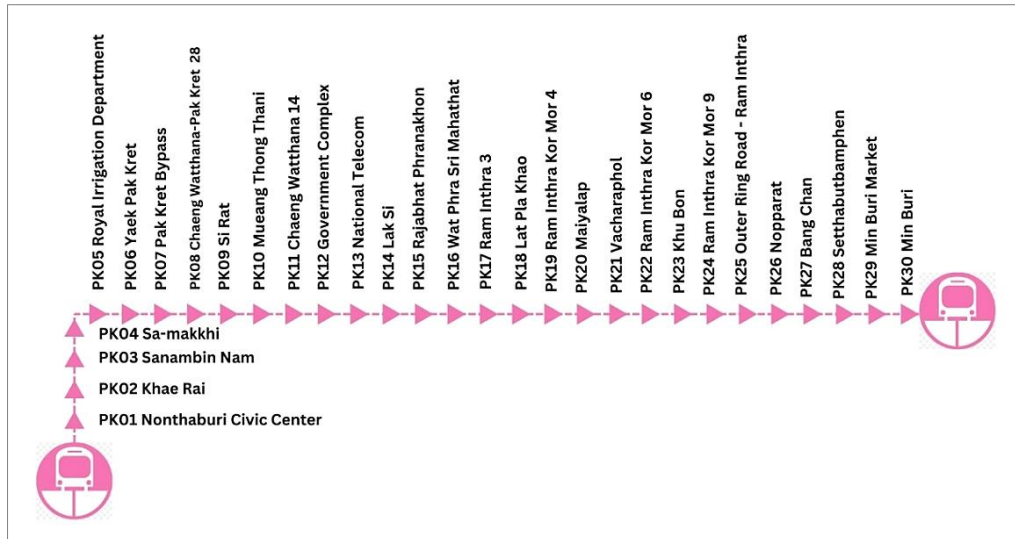 PK05 Royal Irrigation Department
PK06 Yaek Pak Kret
PK07 Pak Kret Bypass
PK08 Chaeng Watthana-Pak Kret 28
PK09 Si Rat
PK10 Mueang Thong Thani
PK11 Chaeng Watthana 14
PK12 Government Complex
PK13 National Telecom
PK14 Lak Si
PK15 Rajabhat Phranakhon
PK16 Wat Phra Sri Mahathat
PK17 Ram Inthra 3
PK18 Lat Pla Khao
PK19 Ram Inthra Kor Mor 4
PK20 Maiyalap
PK21 Vacharaphol
PK22 Ram Inthra Kor Mor 6
PK23 Khu Bon
PK24 Ram Inthra Kor Mor 9
PK25 Outer Ring Road - Ram Inthra
PK26 Nopparat
PK27 Bang Chan
PK28 Setthabutbamphen
PK29 Min Buri Market
PK30 Min Buri
PK04 Sa-makkhi
PK03 Sanambin Nam
PK02 Khae Rai
PK01 Nonthaburi Civic Center